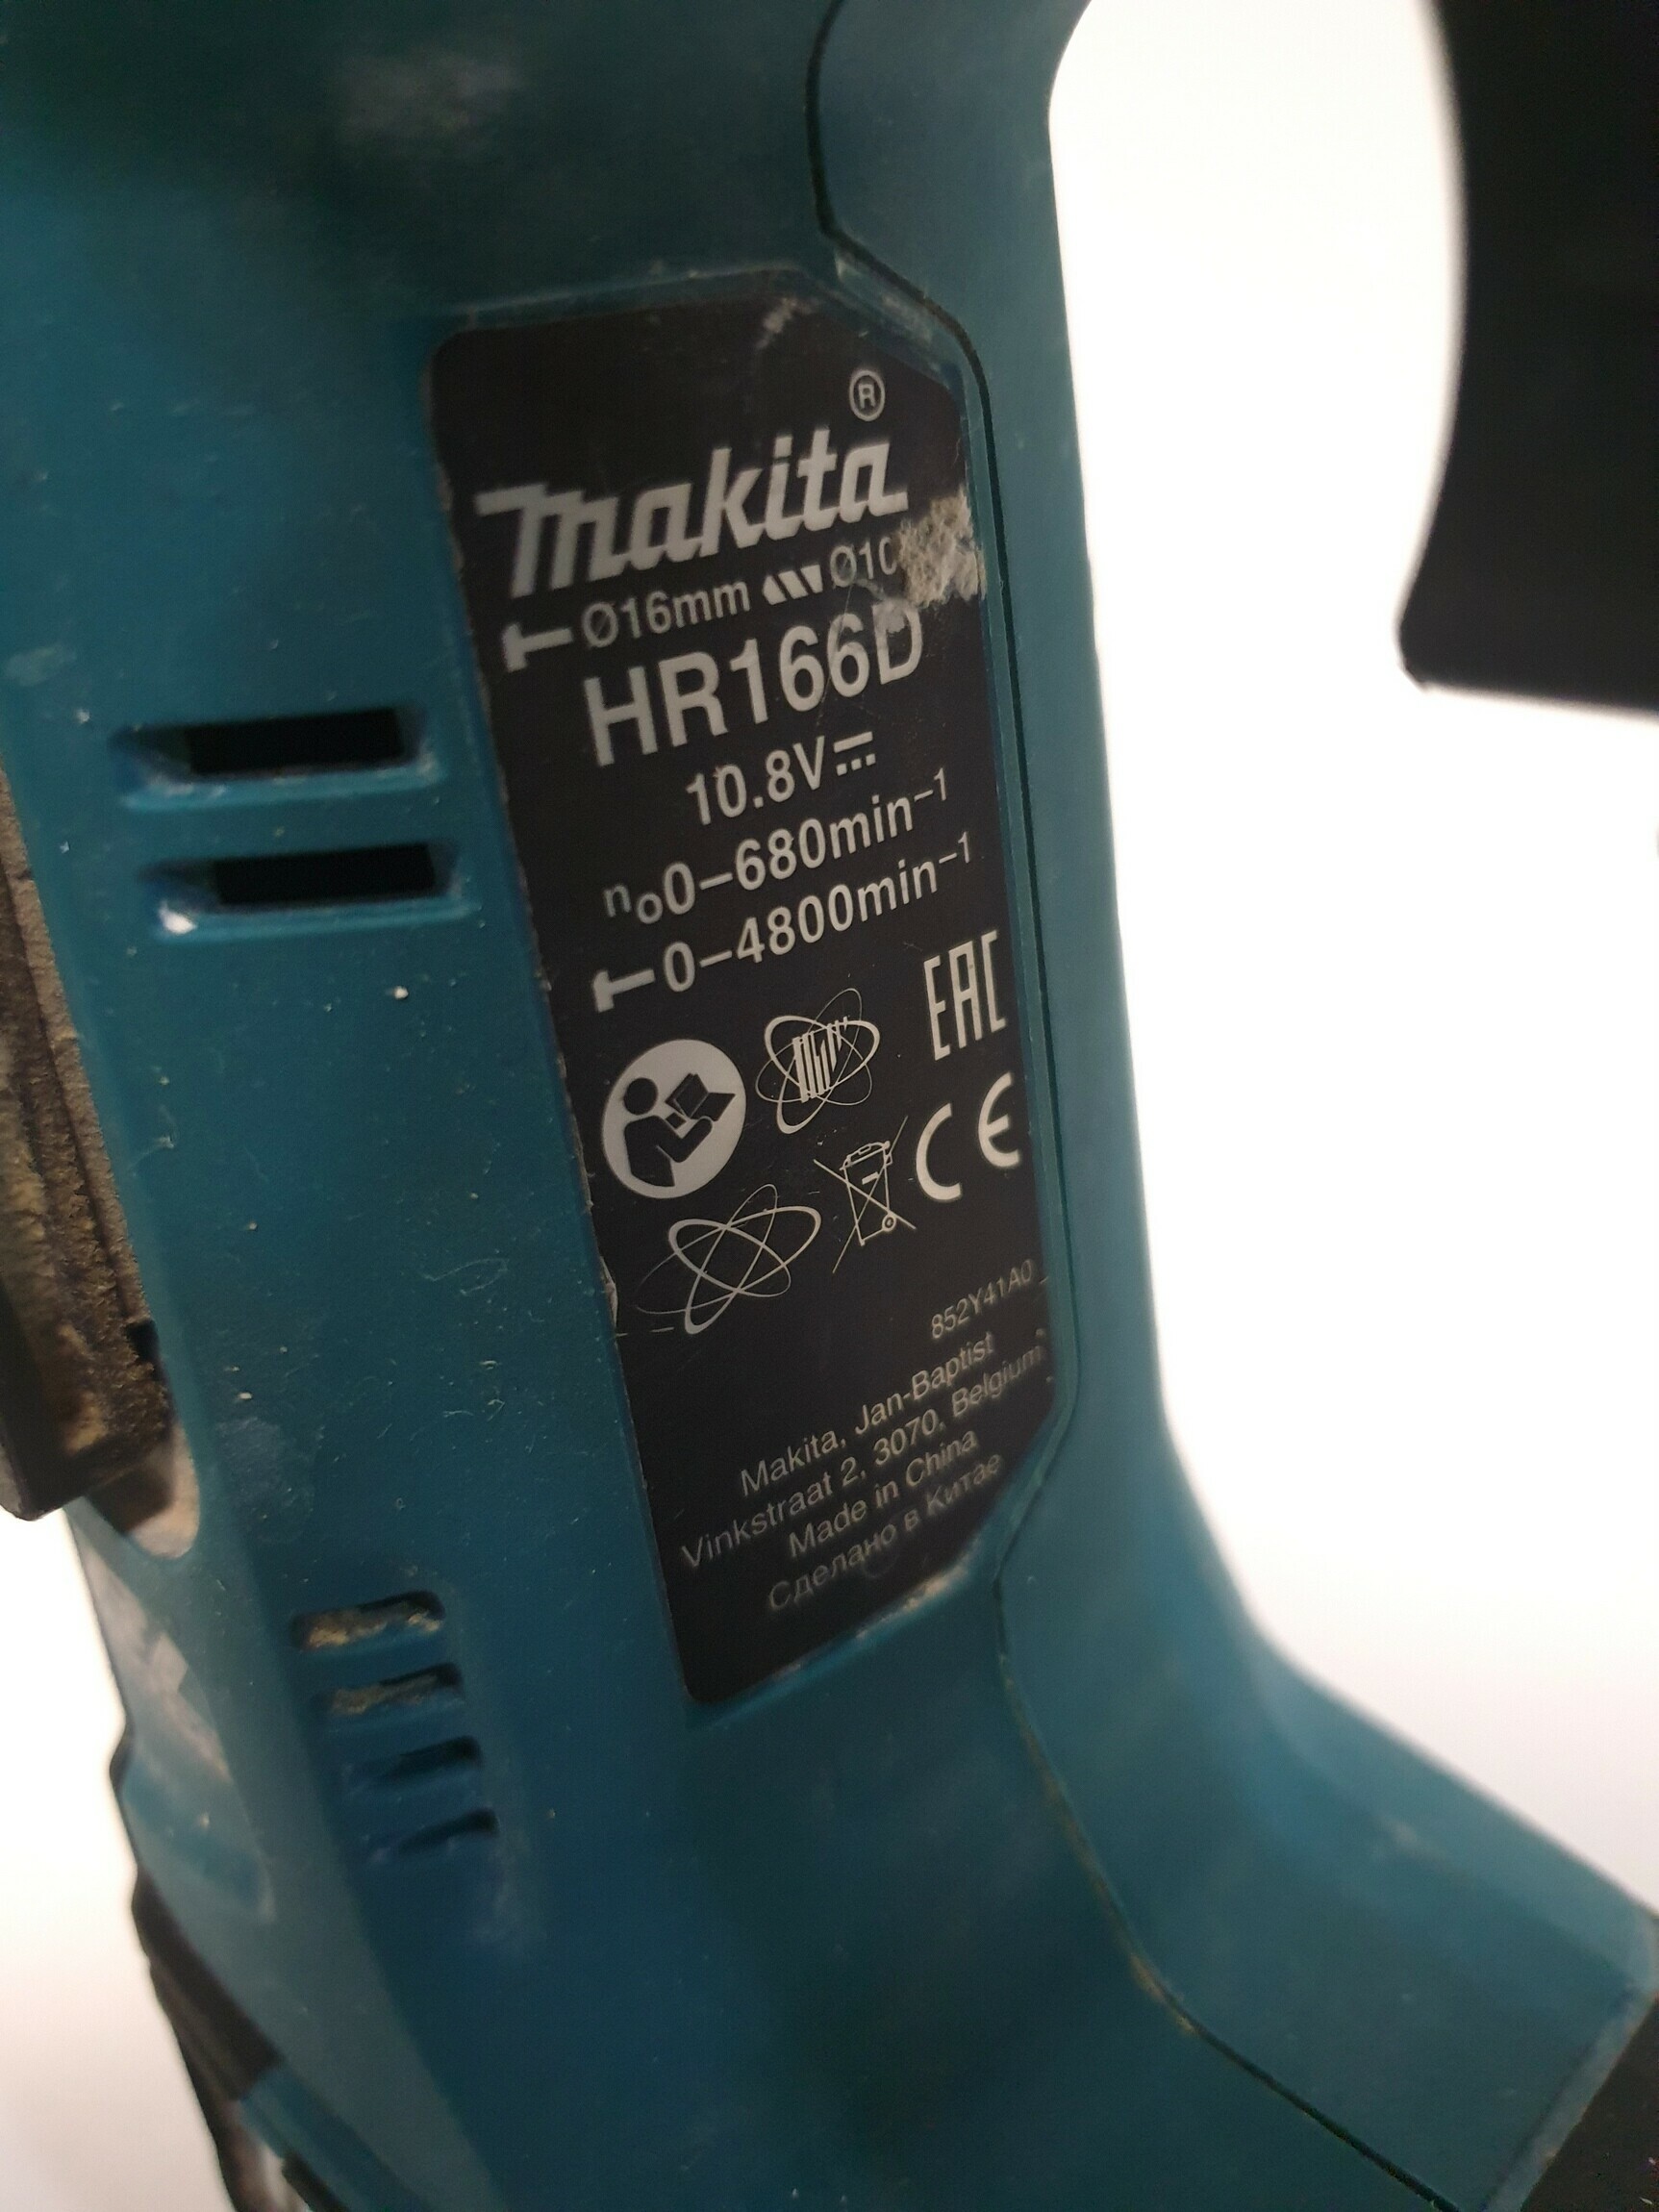 makita®
Ø16mm Ø10
HR166D
10.8V
no0–680min⁻¹
0–4800min⁻¹
EAC
CE
852Y41A0
Makita, Jan-Baptist
Vinkstraat 2, 3070, Belgium
Made in China
Сделано в Китае